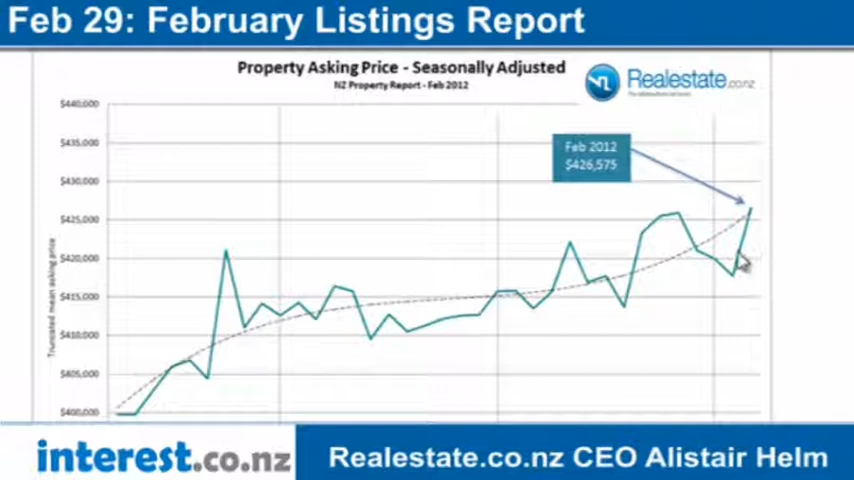 Feb 29: February Listings Report
Property Asking Price - Seasonally Adjusted
NZ Property Report - Feb 2012
Realestate.co.nz
$440,000
$435,000
$430,000
$425,000
$420,000
$415,000
$410,000
$405,000
$400,000
Truncated mean asking price
Feb 2012
$426,575
interest.co.nz
Realestate.co.nz CEO Alistair Helm